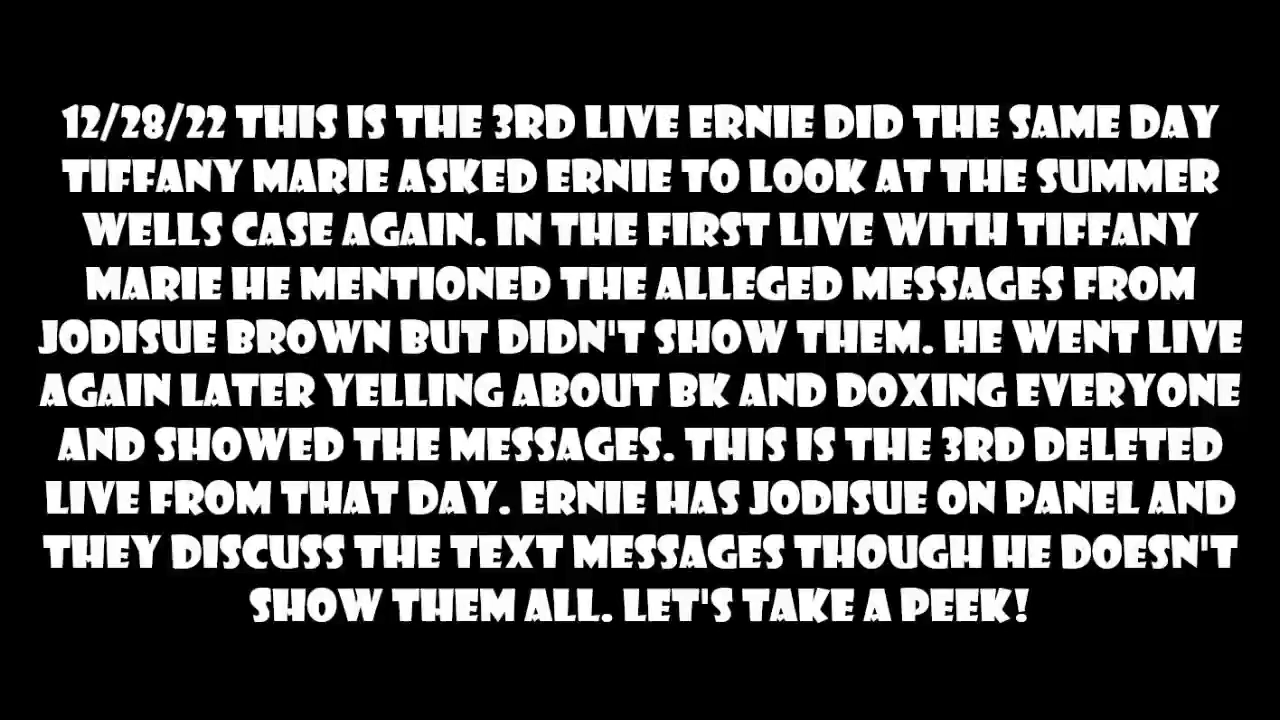 12/28/22 THIS IS THE 3RD LIVE ERNIE DID THE SAME DAY
TIFFANY MARIE ASKED ERNIE TO LOOK AT THE SUMMER
WELLS CASE AGAIN. IN THE FIRST LIVE WITH TIFFANY
MARIE HE MENTIONED THE ALLEGED MESSAGES FROM
JODISUE BROWN BUT DIDN'T SHOW THEM. HE WENT LIVE
AGAIN LATER YELLING ABOUT BK AND DOXING EVERYONE
AND SHOWED THE MESSAGES. THIS IS THE 3RD DELETED
LIVE FROM THAT DAY. ERNIE HAS JODISUE ON PANEL AND
THEY DISCUSS THE TEXT MESSAGES THOUGH HE DOESN'T
SHOW THEM ALL. LET'S TAKE A PEEK!